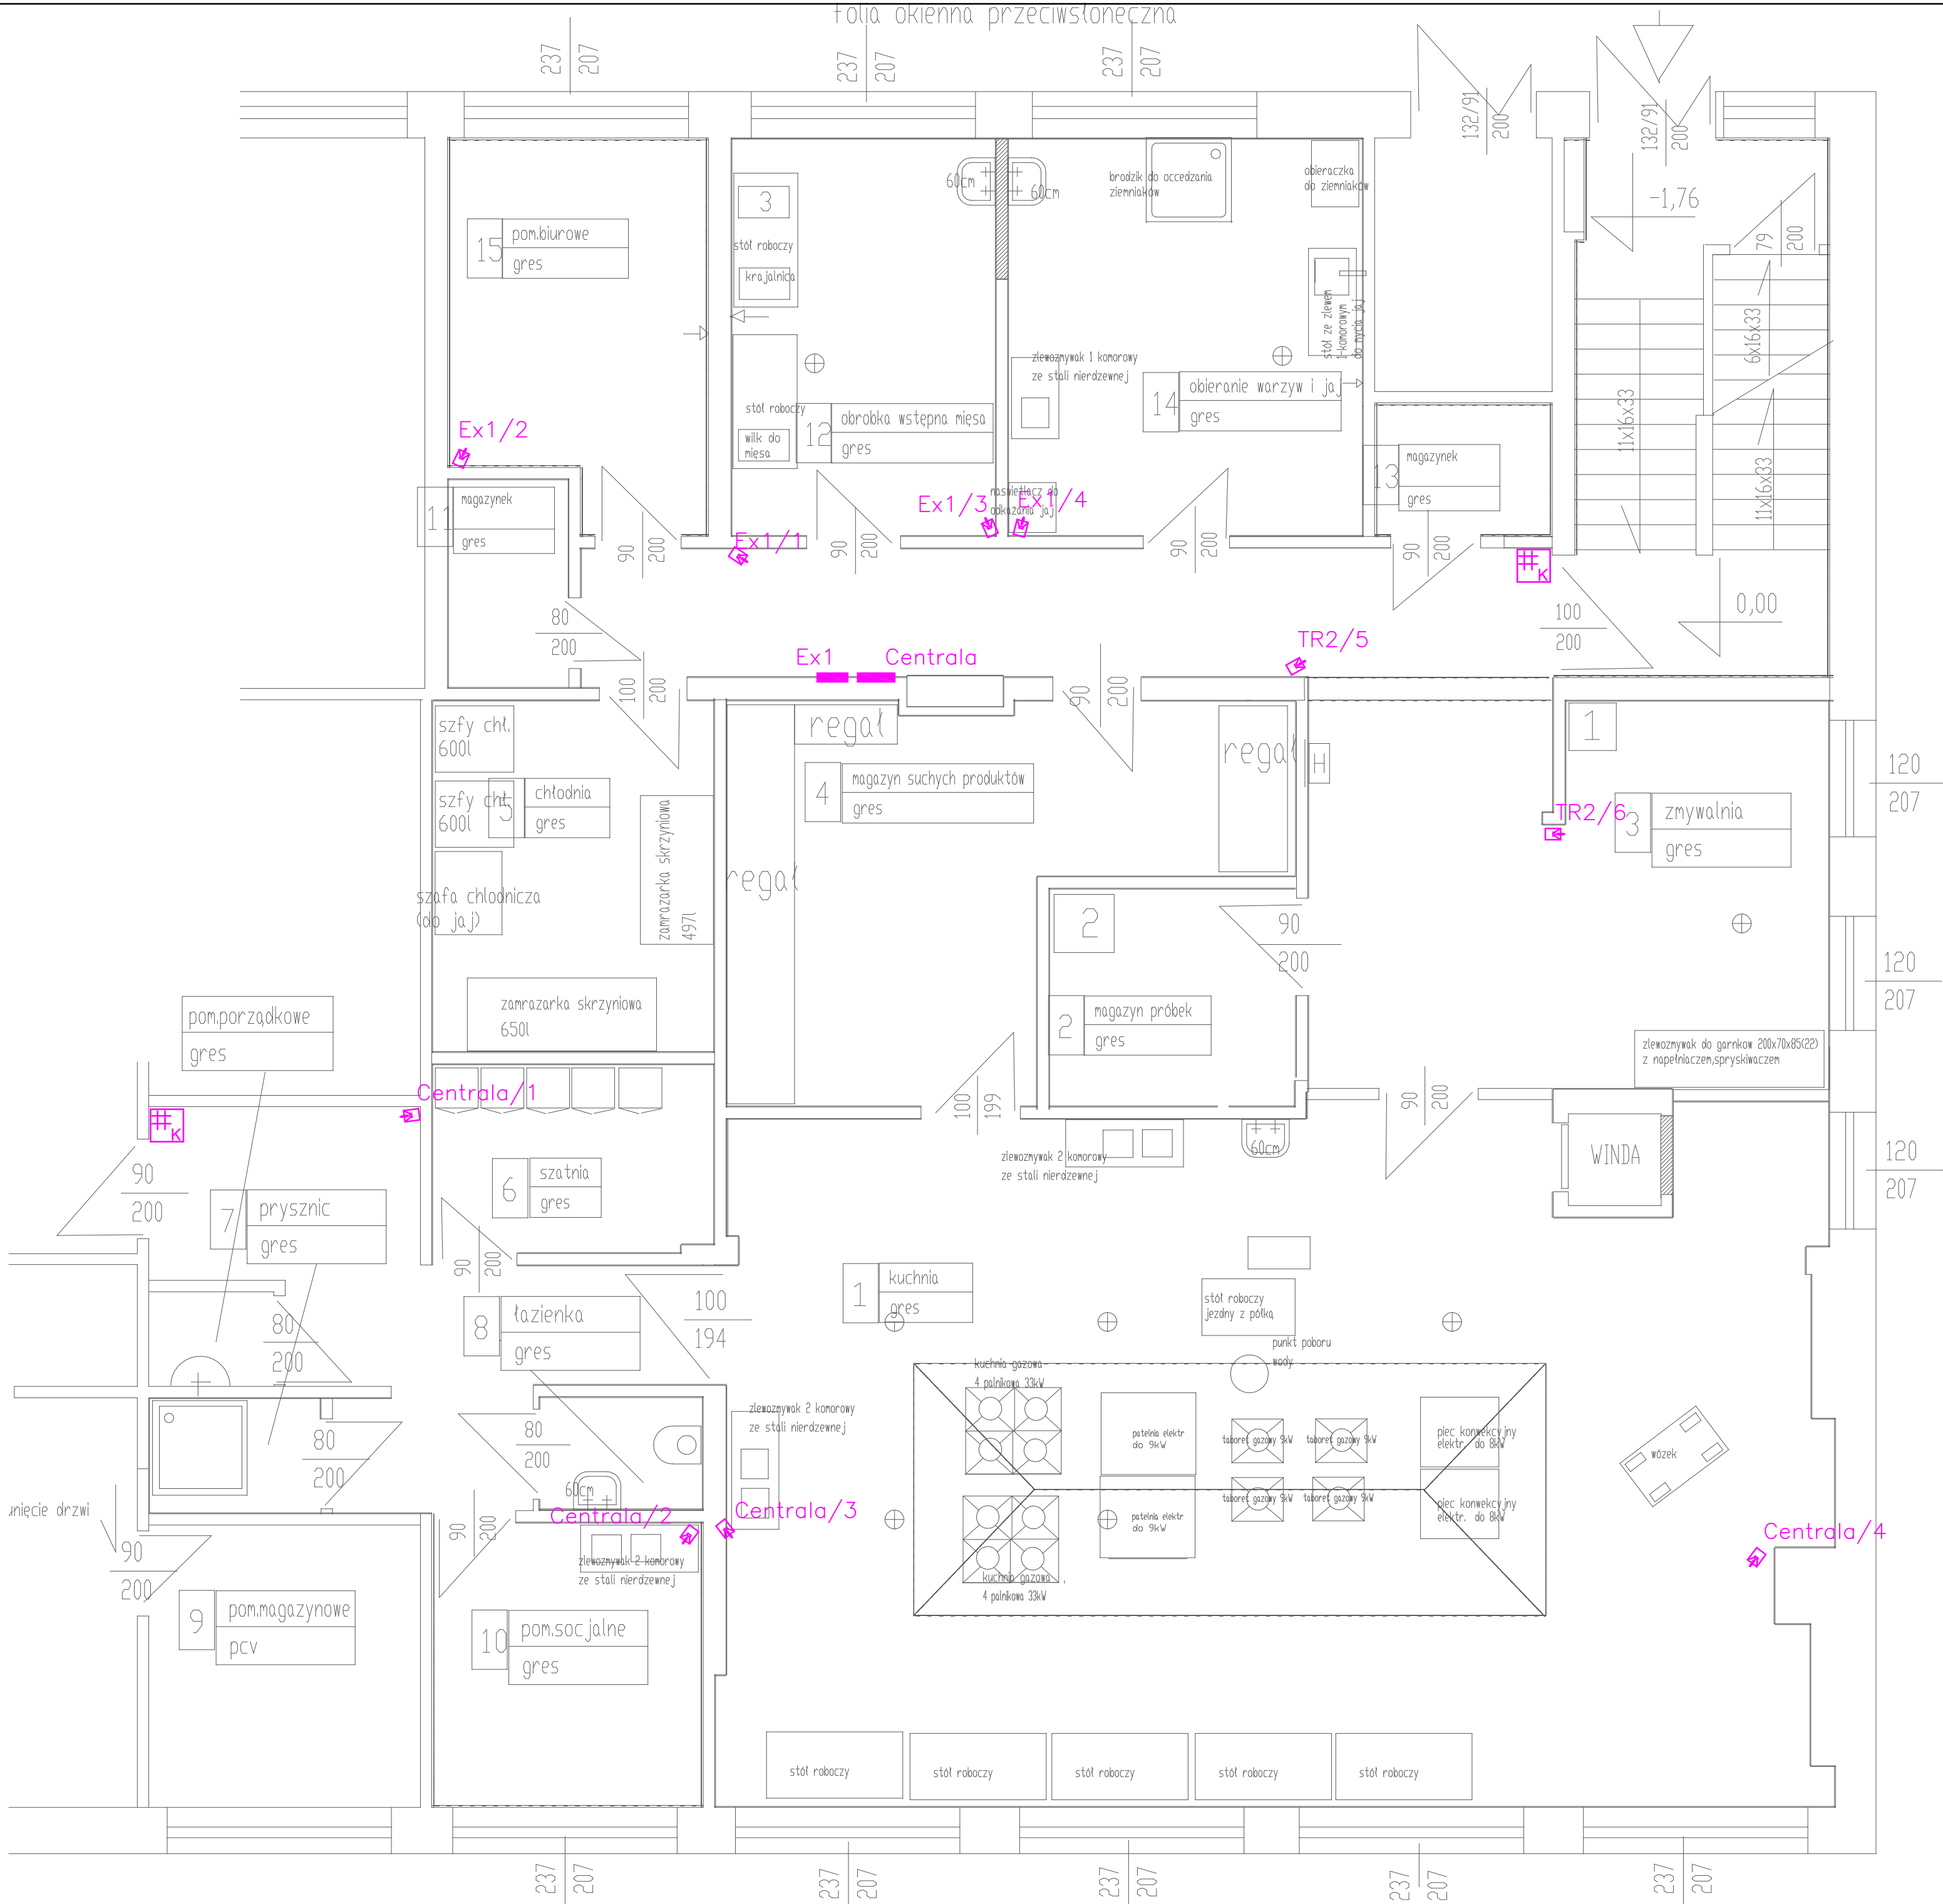 folia okienna przeciwsłoneczna
237
207
237
207
237
207
132/91
200
132/91
200
-1,76
79
200
60cm
60cm
brodzik do occedzania
ziemniaków
obieraczka
do ziemniaków
3
stół roboczy
krajalnica
15
pom.biurowe
gres
stół ze zlewem
1-komorowym
do mycia jaj
6x16x33
11x16x33
11x16x33
zlewozmywak 1 komorowy
ze stali nierdzewnej
14
obieranie warzyw i jaj
gres
stół roboczy
wilk do
mięsa
12
obrobka wstępna mięsa
gres
Ex1/2
13
magazynek
gres
11
magazynek
gres
naswietlacz do
odkażania jaj
Ex1/3
Ex1/4
Ex1/1
90
200
90
200
90
200
90
200
K
80
200
100
200
0,00
100
200
Ex1
Centrala
TR2/5
90
200
szfy chł.
600l
szfy chł.
600l
5
chłodnia
gres
szafa chlodnicza
(do jaj)
zamrazarka skrzyniowa
497l
zamrazarka skrzyniowa
650l
regał
regał
regał
4
magazyn suchych produktów
gres
H
1
TR2/6
3
zmywalnia
gres
120
207
120
207
120
207
2
90
200
2
magazyn próbek
gres
zlewozmywak do garnkow 200x70x85(22)
z napełniaczem,spryskiwaczem
pom.porządkowe
gres
Centrala/1
K
90
200
7
prysznic
gres
6
szatnia
gres
100
199
90
200
zlewozmywak 2 komorowy
ze stali nierdzewnej
60cm
WINDA
90
200
8
łazienka
gres
100
194
1
kuchnia
gres
stół roboczy
jezdny z półką
punkt poboru
wody
80
200
kuchnia gazowa
4 palnikowa 33kW
patelnia elektr
do 9kW
taboret gazowy 9kW
taboret gazowy 9kW
piec konwekcyjny
elektr. do 8kW
wózek
80
200
80
200
60cm
zlewozmywak 2 komorowy
ze stali nierdzewnej
patelnia elektr
do 9kW
taboret gazowy 9kW
taboret gazowy 9kW
piec konwekcyjny
elektr. do 8kW
unięcie drzwi
90
200
90
200
Centrala/2
Centrala/3
Centrala/4
zlewozmywak 2 komorowy
ze stali nierdzewnej
kuchnia gazowa
4 palnikowa 33kW
9
pom.magazynowe
pcv
10
pom.socjalne
gres
stół roboczy
stół roboczy
stół roboczy
stół roboczy
stół roboczy
237
207
237
207
237
207
237
207
237
207